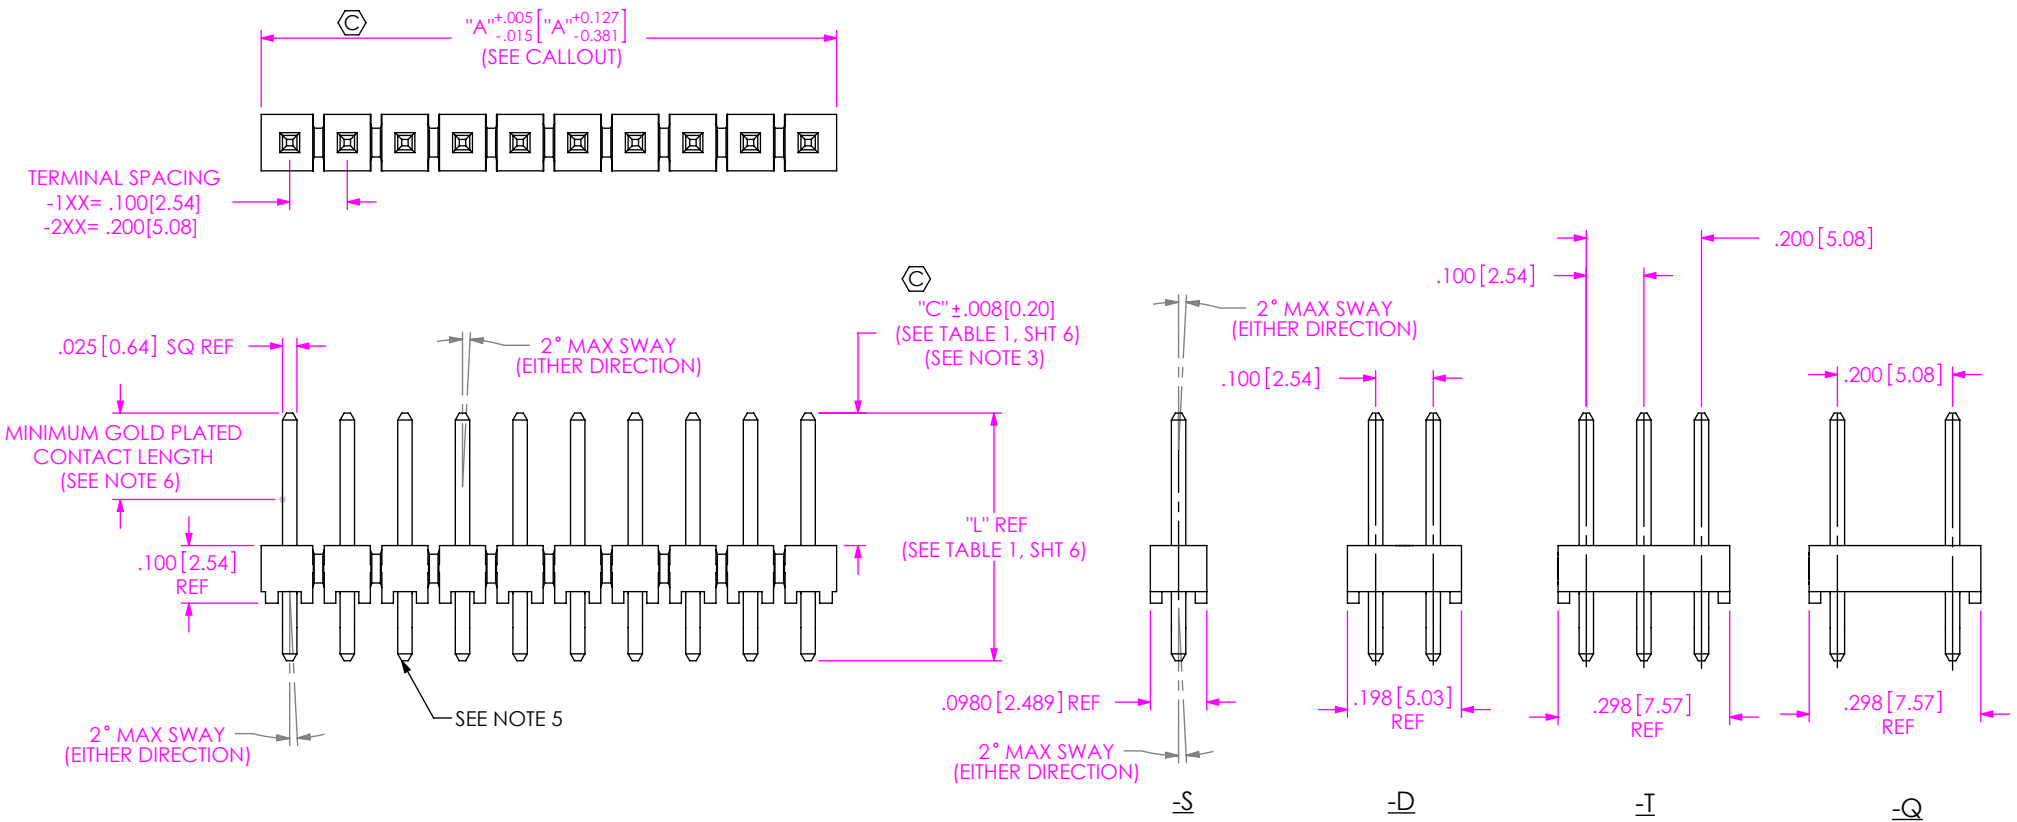 C
"A"+.005 -.015 ["A"+0.127 -0.381]
(SEE CALLOUT)
TERMINAL SPACING
-1XX= .100[2.54]
-2XX= .200[5.08]
C
"C"±.008[0.20]
(SEE TABLE 1, SHT 6)
(SEE NOTE 3)
.025[0.64] SQ REF
2° MAX SWAY
(EITHER DIRECTION)
MINIMUM GOLD PLATED
CONTACT LENGTH
(SEE NOTE 6)
.100[2.54]
REF
"L" REF
(SEE TABLE 1, SHT 6)
SEE NOTE 5
2° MAX SWAY
(EITHER DIRECTION)
2° MAX SWAY
(EITHER DIRECTION)
.0980[2.489] REF
2° MAX SWAY
(EITHER DIRECTION)
-S
.100[2.54]
.198[5.03]
REF
-D
.200[5.08]
.100[2.54]
.298[7.57]
REF
-T
.200[5.08]
.298[7.57]
REF
-Q